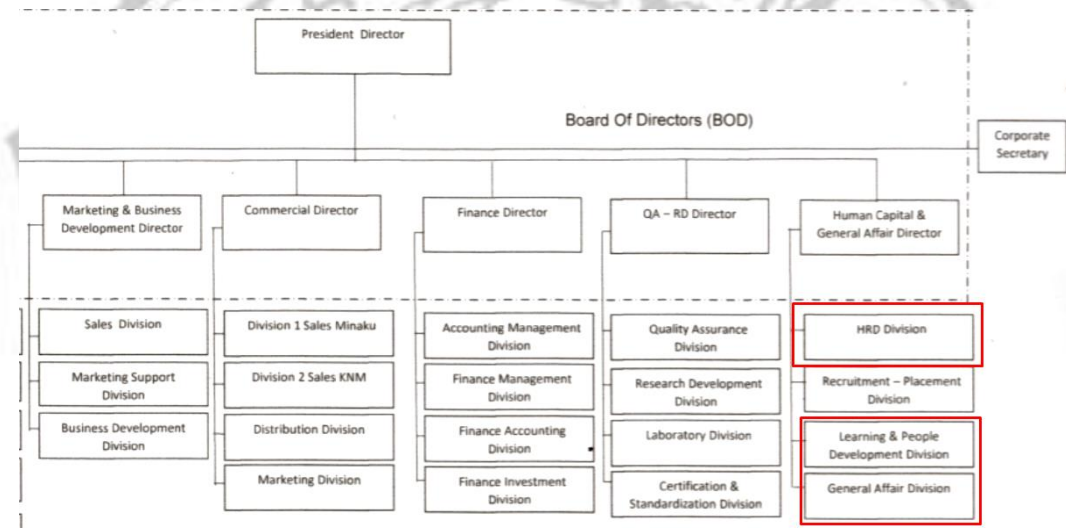 President Director
Board Of Directors (BOD)
Corporate
Secretary
Marketing & Business
Development Director
Commercial Director
Finance Director
QA – RD Director
Human Capital &
General Affair Director
Sales Division
Marketing Support
Division
Business Development
Division
Division 1 Sales Minaku
Division 2 Sales KNM
Distribution Division
Marketing Division
Accounting Management
Division
Finance Management
Division
Finance Accounting
Division
Finance Investment
Division
Quality Assurance
Division
Research Development
Division
Laboratory Division
Certification &
Standardization Division
HRD Division
Recruitment – Placement
Division
Learning & People
Development Division
General Affair Division